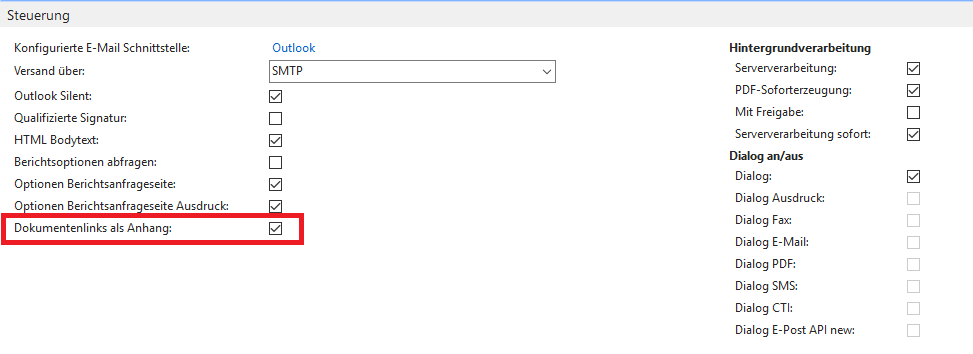 Steuerung
Konfigurierte E-Mail Schnittstelle: Outlook
Versand über: SMTP
Outlook Silent:
Qualifizierte Signatur:
HTML Bodytext:
Berichtsoptionen abfragen:
Optionen Berichtsanfrageseite:
Optionen Berichtsanfrageseite Ausdruck:
Dokumentenlinks als Anhang:
Hintergrundverarbeitung
Serververarbeitung:
PDF-Soforterzeugung:
Mit Freigabe:
Serververarbeitung sofort:
Dialog an/aus
Dialog:
Dialog Ausdruck:
Dialog Fax:
Dialog E-Mail:
Dialog PDF:
Dialog SMS:
Dialog CTI:
Dialog E-Post API new: